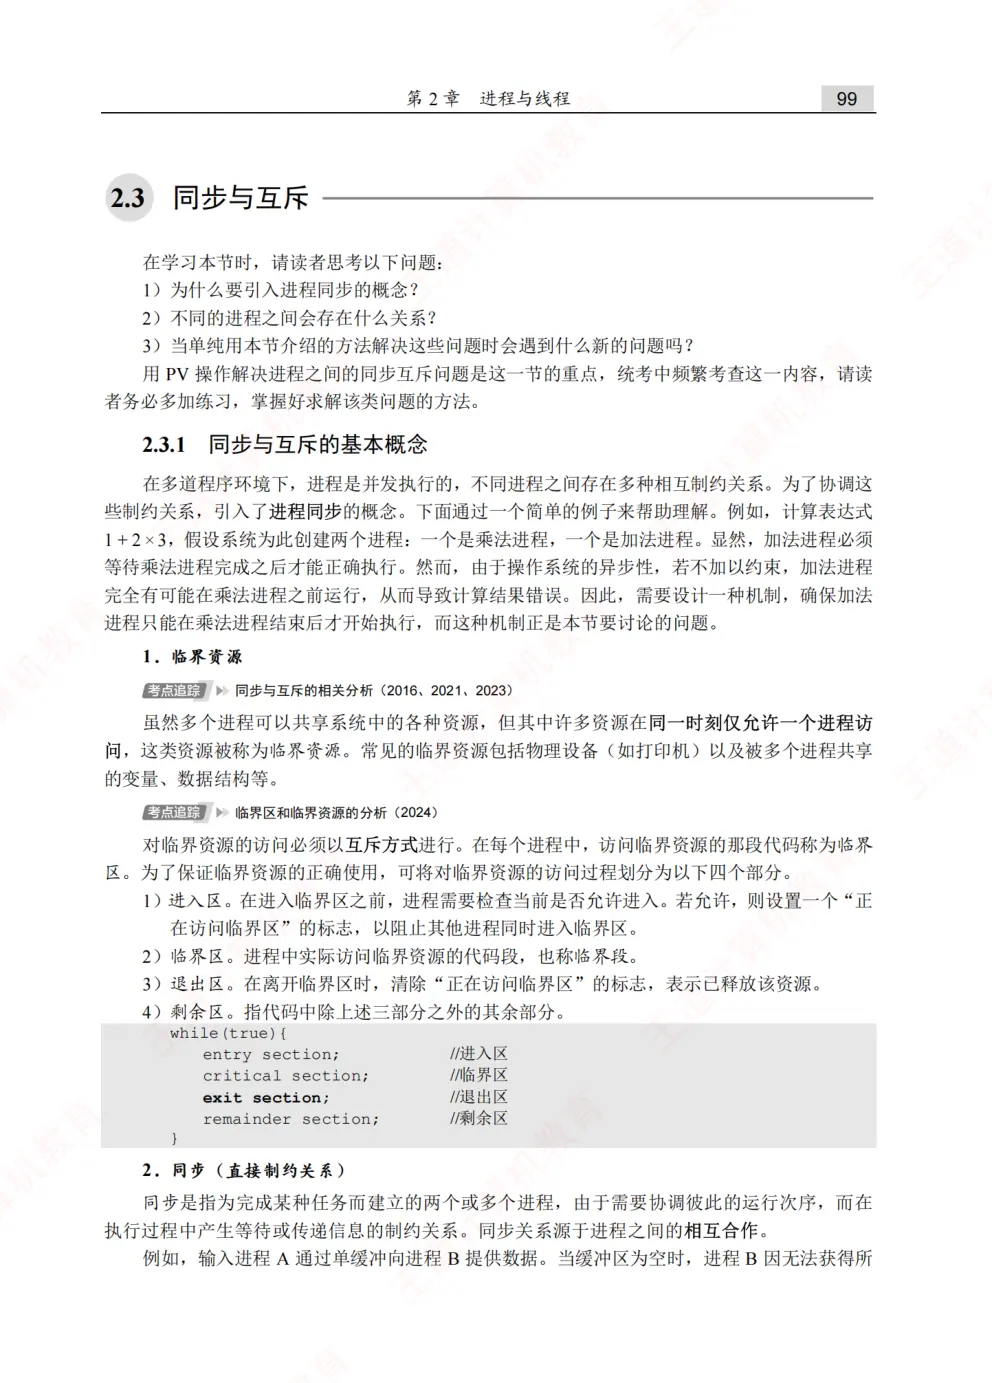 第 2 章 进程与线程 99
2.3 同步与互斥
在学习本节时，请读者思考以下问题：
1）为什么要引入进程同步的概念？
2）不同的进程之间会存在什么关系？
3）当单纯用本节介绍的方法解决这些问题时会遇到什么新的问题吗？
用 PV 操作解决进程之间的同步互斥问题是这一节的重点，统考中频繁考查这一内容，请读
者务必多加练习，掌握好求解该类问题的方法。
2.3.1 同步与互斥的基本概念
在多道程序环境下，进程是并发执行的，不同进程之间存在多种相互制约关系。为了协调这
些制约关系，引入了进程同步的概念。下面通过一个简单的例子来帮助理解。例如，计算表达式
1 + 2 × 3，假设系统为此创建两个进程：一个是乘法进程，一个是加法进程。显然，加法进程必须
等待乘法进程完成之后才能正确执行。然而，由于操作系统的异步性，若不加以约束，加法进程
完全有可能在乘法进程之前运行，从而导致计算结果错误。因此，需要设计一种机制，确保加法
进程只能在乘法进程结束后才开始执行，而这种机制正是本节要讨论的问题。
1．临界资源
考点追踪 同步与互斥的相关分析（2016、2021、2023）
虽然多个进程可以共享系统中的各种资源，但其中许多资源在同一时刻仅允许一个进程访
问，这类资源被称为临界资源。常见的临界资源包括物理设备（如打印机）以及被多个进程共享
的变量、数据结构等。
考点追踪 临界区和临界资源的分析（2024）
对临界资源的访问必须以互斥方式进行。在每个进程中，访问临界资源的那段代码称为临界
区。为了保证临界资源的正确使用，可将对临界资源的访问过程划分为以下四个部分。
1）进入区。在进入临界区之前，进程需要检查当前是否允许进入。若允许，则设置一个“正
在访问临界区”的标志，以阻止其他进程同时进入临界区。
2）临界区。进程中实际访问临界资源的代码段，也称临界段。
3）退出区。在离开临界区时，清除“正在访问临界区”的标志，表示已释放该资源。
4）剩余区。指代码中除上述三部分之外的其余部分。
while(true){
entry section; //进入区
critical section; //临界区
exit section; //退出区
remainder section; //剩余区
}
2．同步（直接制约关系）
同步是指为完成某种任务而建立的两个或多个进程，由于需要协调彼此的运行次序，而在
执行过程中产生等待或传递信息的制约关系。同步关系源于进程之间的相互合作。
例如，输入进程 A 通过单缓冲向进程 B 提供数据。当缓冲区为空时，进程 B 因无法获得所